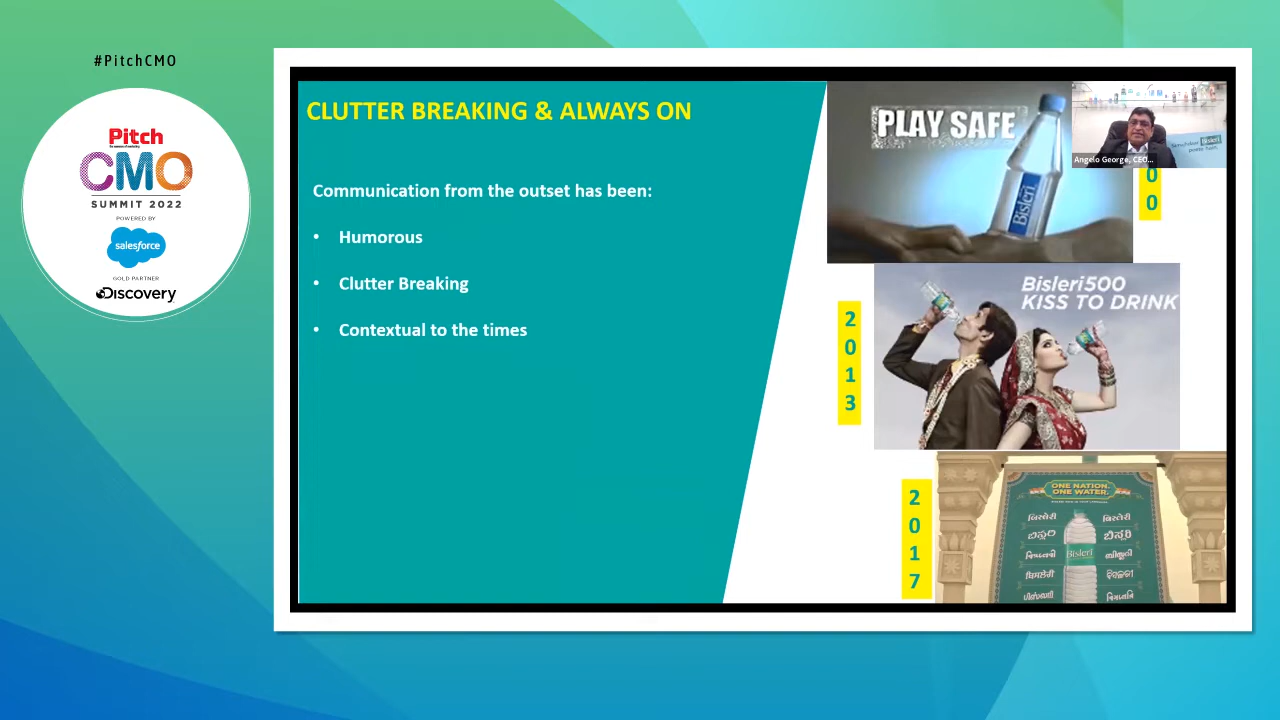 #PitchCMO
Pitch
CMO
SUMMIT 2022
POWERED BY
salesforce
GOLD PARTNER
Discovery
CLUTTER BREAKING & ALWAYS ON
Communication from the outset has been:
• Humorous
• Clutter Breaking
• Contextual to the times
PLAY SAFE
Bisleri
Angelo George, CEO...
Bisleri
0
0
Bisleri500
KISS TO DRINK
2
0
1
3
2
0
1
7
ONE NATION.
ONE WATER.
Bisleri